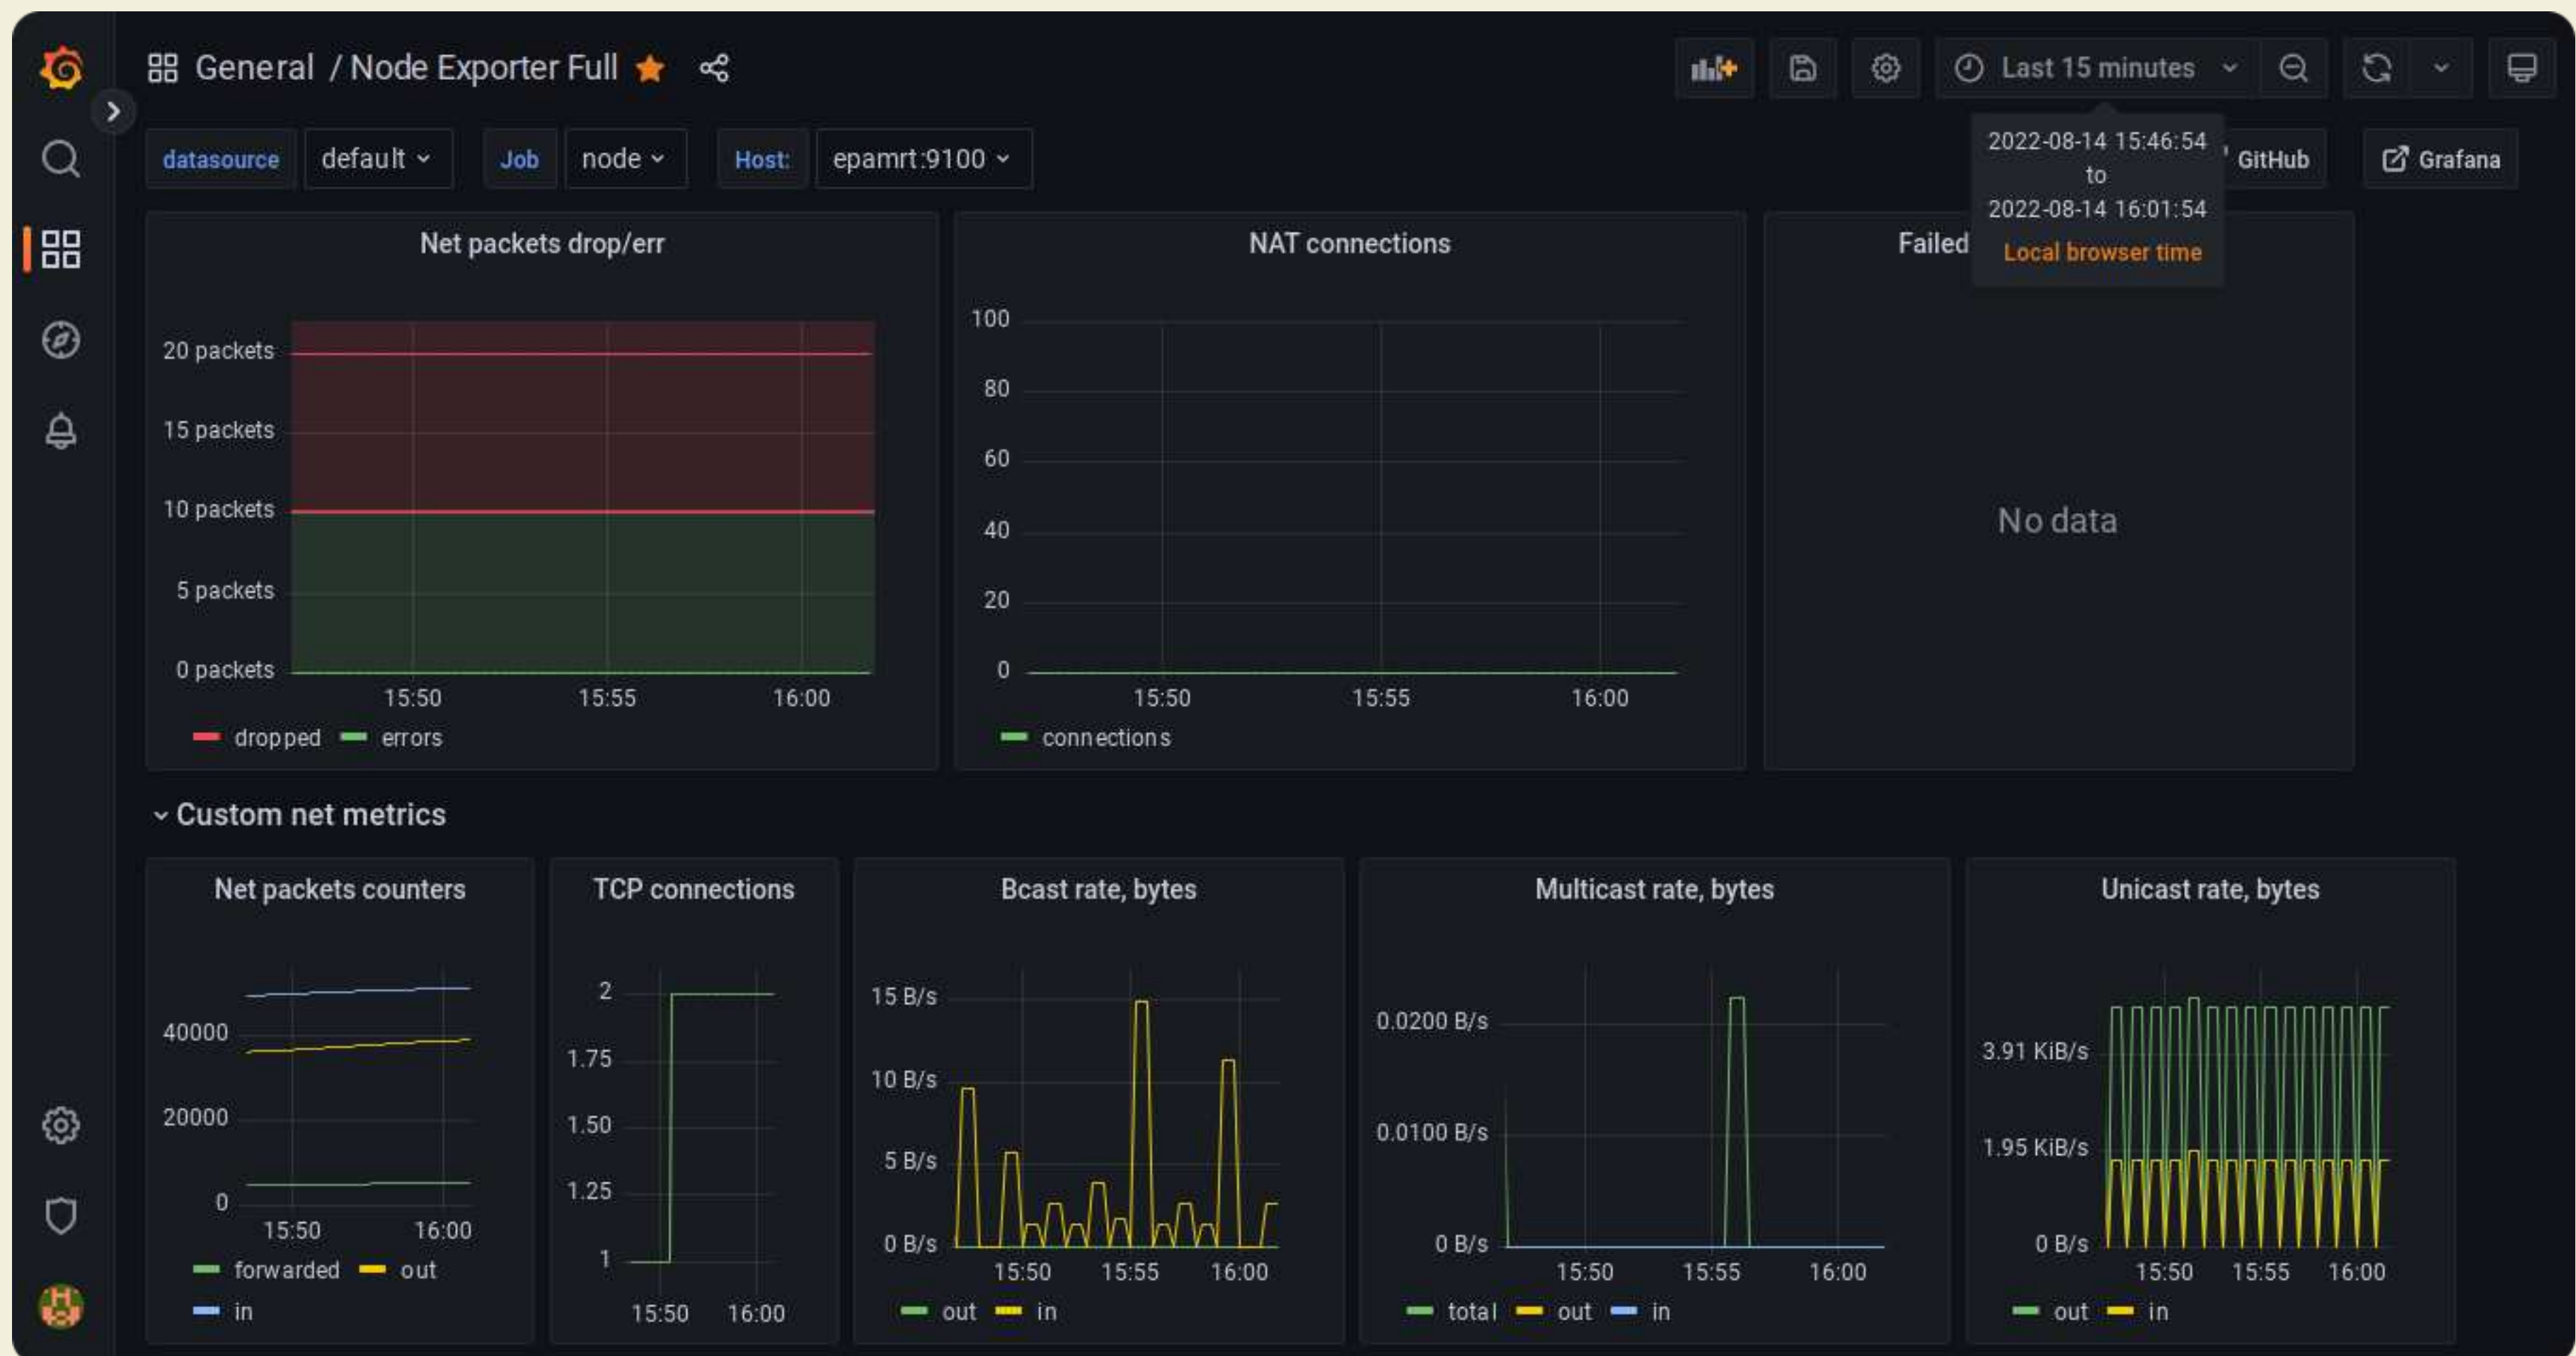 General / Node Exporter Full
Last 15 minutes
2022-08-14 15:46:54
to
2022-08-14 16:01:54
Local browser time
datasource default Job node Host: epamrt:9100 GitHub Grafana
Net packets drop/err
20 packets
15 packets
10 packets
5 packets
0 packets
15:50 15:55 16:00
dropped errors
NAT connections
100
80
60
40
20
0
15:50 15:55 16:00
connections
Failed
No data
Custom net metrics
Net packets counters
40000
20000
0
15:50 16:00
forwarded out
in
TCP connections
2
1.75
1.50
1.25
1
15:50 16:00
Bcast rate, bytes
15 B/s
10 B/s
5 B/s
0 B/s
15:50 15:55 16:00
out in
Multicast rate, bytes
0.0200 B/s
0.0100 B/s
0 B/s
15:50 15:55 16:00
total out in
Unicast rate, bytes
3.91 KiB/s
1.95 KiB/s
0 B/s
15:50 15:55 16:00
out in